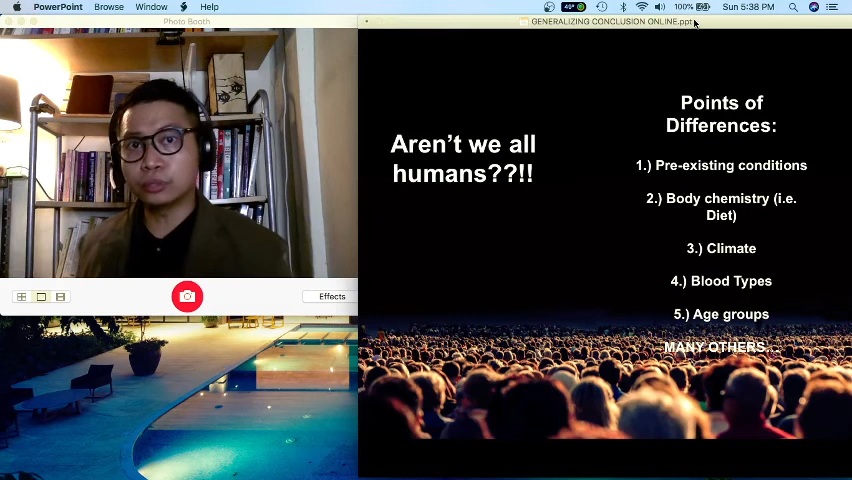 PowerPoint Browse Window Help
49° 100% Sun 5:38 PM
Photo Booth
GENERALIZING CONCLUSION ONLINE.ppt
Aren't we all
humans??!!
Points of
Differences:
1.) Pre-existing conditions
2.) Body chemistry (i.e.
Diet)
3.) Climate
4.) Blood Types
5.) Age groups
MANY OTHERS...
Effects